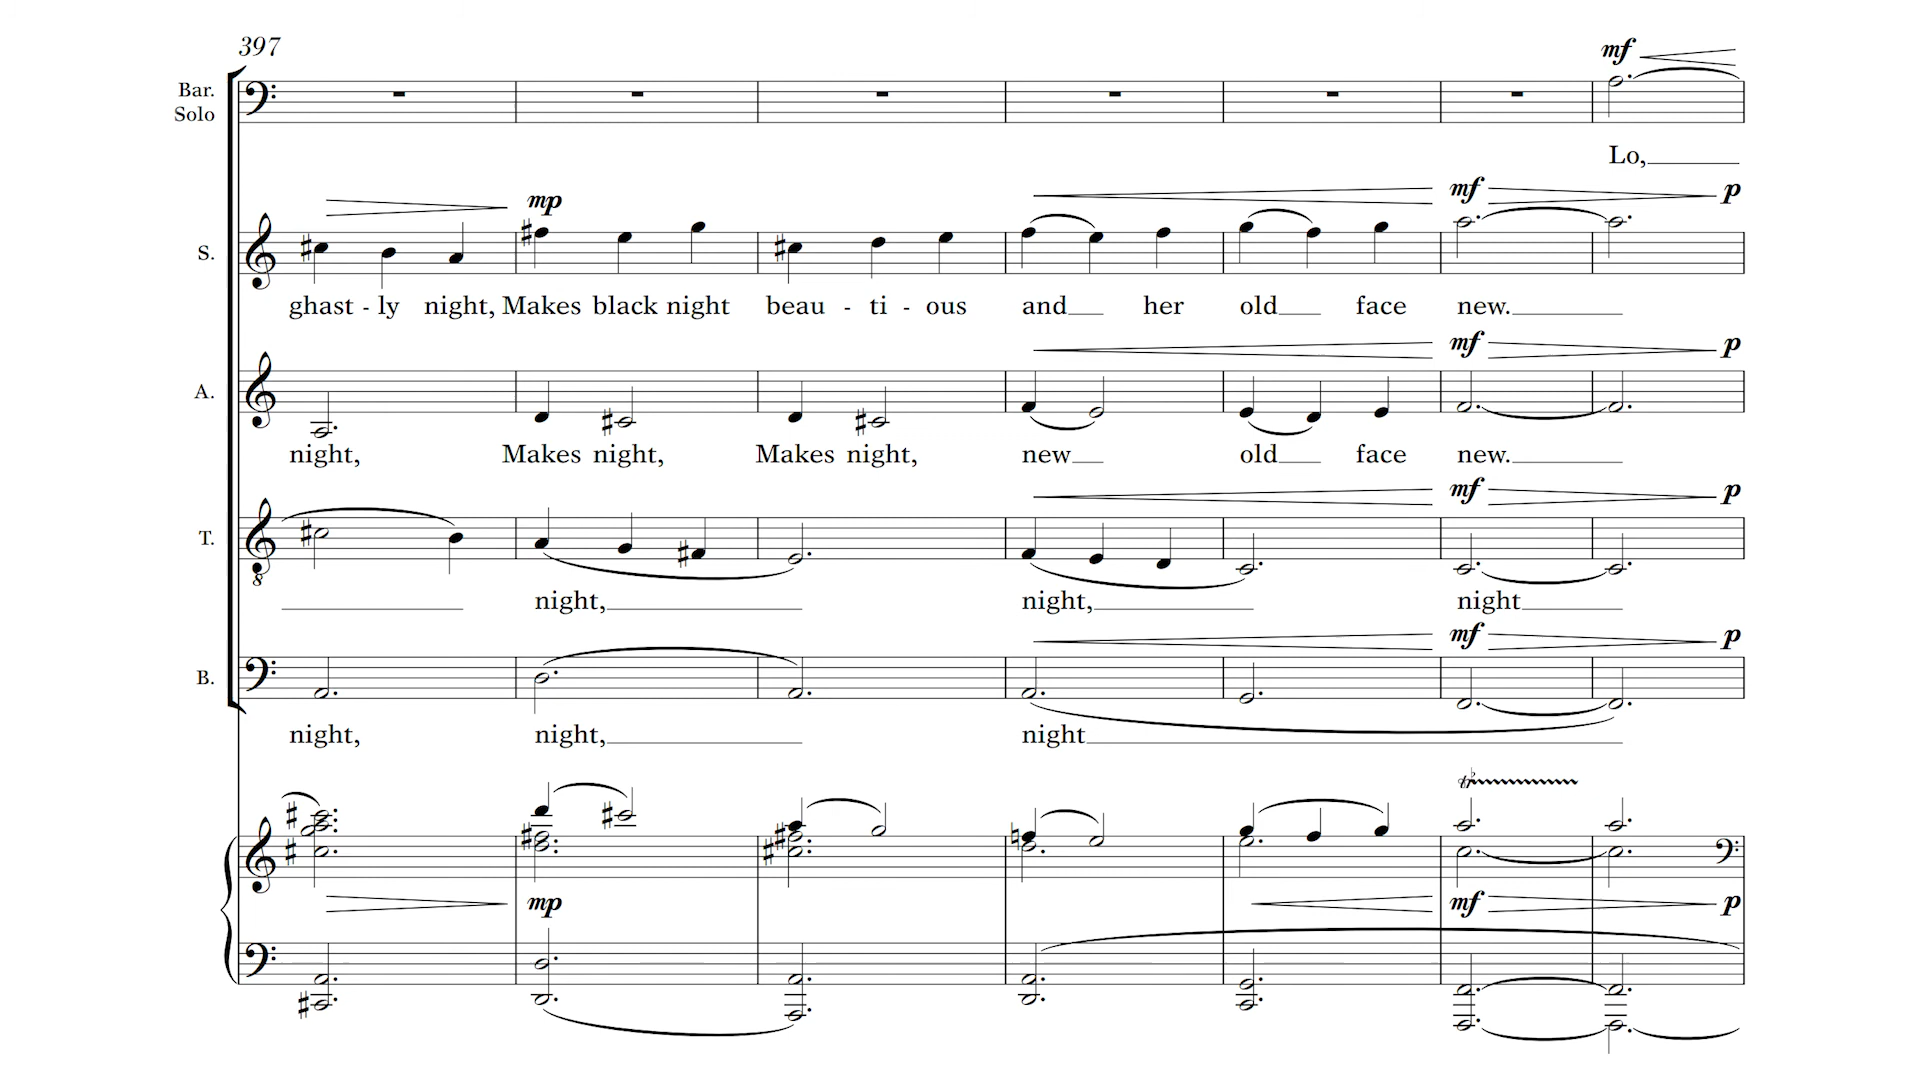 397
mf
Bar.
Solo
Lo,
mp mf p
S.
ghast - ly night, Makes black night beau - ti - ous and her old face new.
mf p
A.
night, Makes night, Makes night, new old face new.
mf p
T.
8
night, night, night
mf p
B.
night, night, night
tr
mp mf p